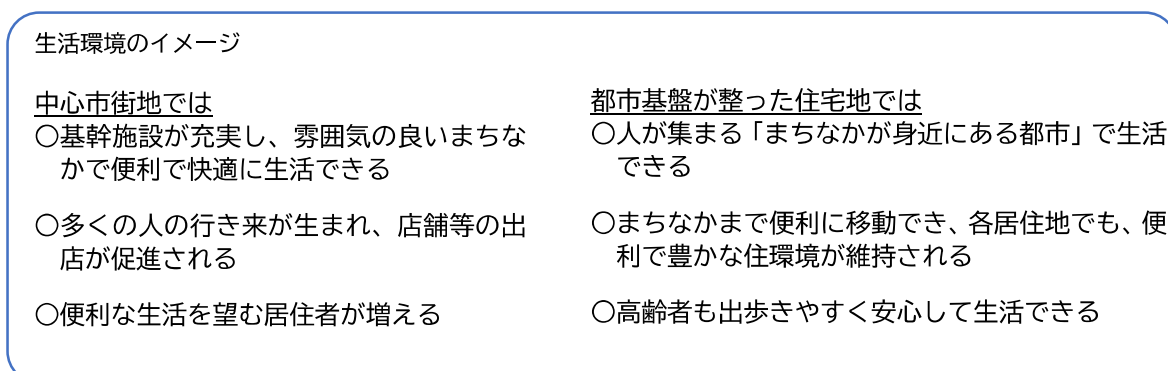 生活環境のイメージ
中心市街地では
〇基幹施設が充実し、雰囲気の良いまちな
かで便利で快適に生活できる
〇多くの人の行き来が生まれ、店舗等の出
店が促進される
〇便利な生活を望む居住者が増える
都市基盤が整った住宅地では
〇人が集まる「まちなかが身近にある都市」で生活
できる
〇まちなかまで便利に移動でき、各居住地でも、便
利で豊かな住環境が維持される
〇高齢者も出歩きやすく安心して生活できる